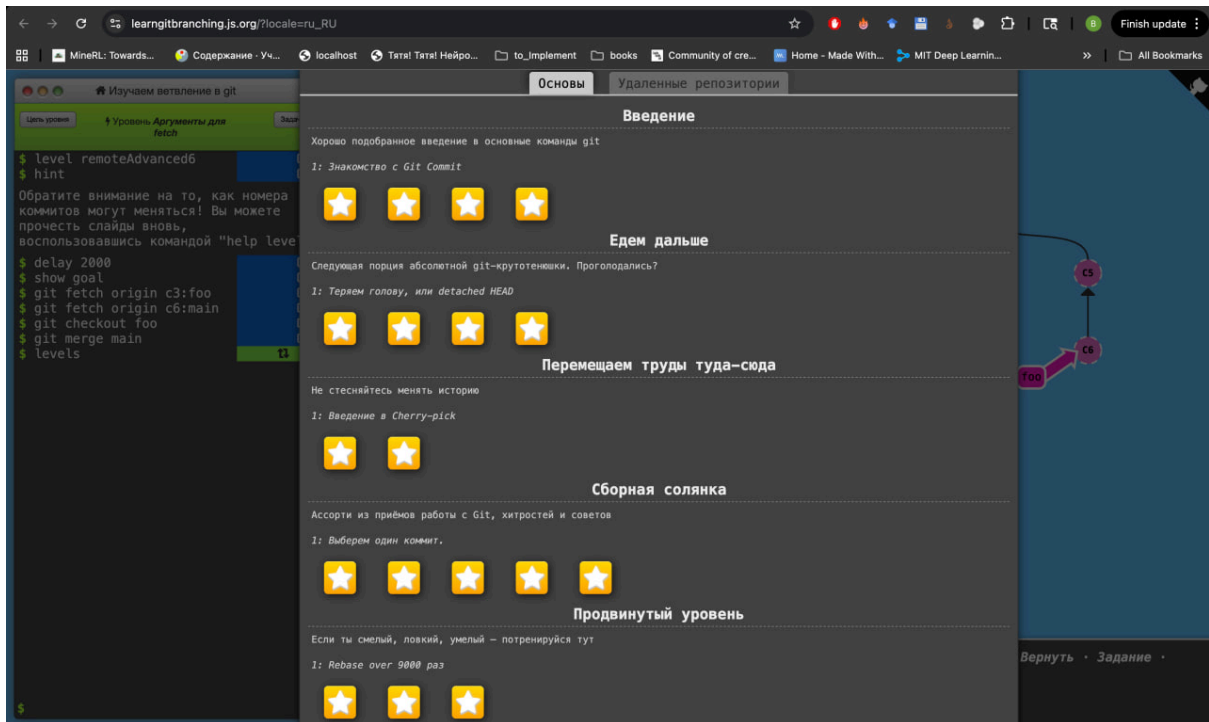 learngitbranching.js.org/?locale=ru_RU
B
Finish update
MineRL: Towards...
Содержание · Уч...
localhost
Тятя! Тятя! Нейро...
to_implement
books
Community of cre...
Home - Made With...
MIT Deep Learnin...
»
All Bookmarks
Изучаем ветвление в git
Цель уровня
Уровень Аргументы для
fetch
$ level remoteAdvanced6
$ hint
Обратите внимание на то, как номера
коммитов могут меняться! Вы можете
прочесть слайды вновь,
воспользовавшись командой "help leve
$ delay 2000
$ show goal
$ git fetch origin c3:foo
$ git fetch origin c6:main
$ git checkout foo
$ git merge main
$ levels
$
Основы
Удаленные репозитории
Введение
Хорошо подобранное введение в основные команды git
1: Знакомство с Git Commit
Едем дальше
Следующая порция абсолютной git-крутотенюшки. Проголодались?
1: Теряем голову, или detached HEAD
Перемещаем труды туда-сюда
Не стесняйтесь менять историю
1: Введение в Cherry-pick
Сборная солянка
Ассорти из приёмов работы с Git, хитростей и советов
1: Выберем один коммит.
Продвинутый уровень
Если ты смелый, ловкий, умелый — потренируйся тут
1: Rebase over 9000 раз
C5
C6
foo
Вернуть · Задание ·